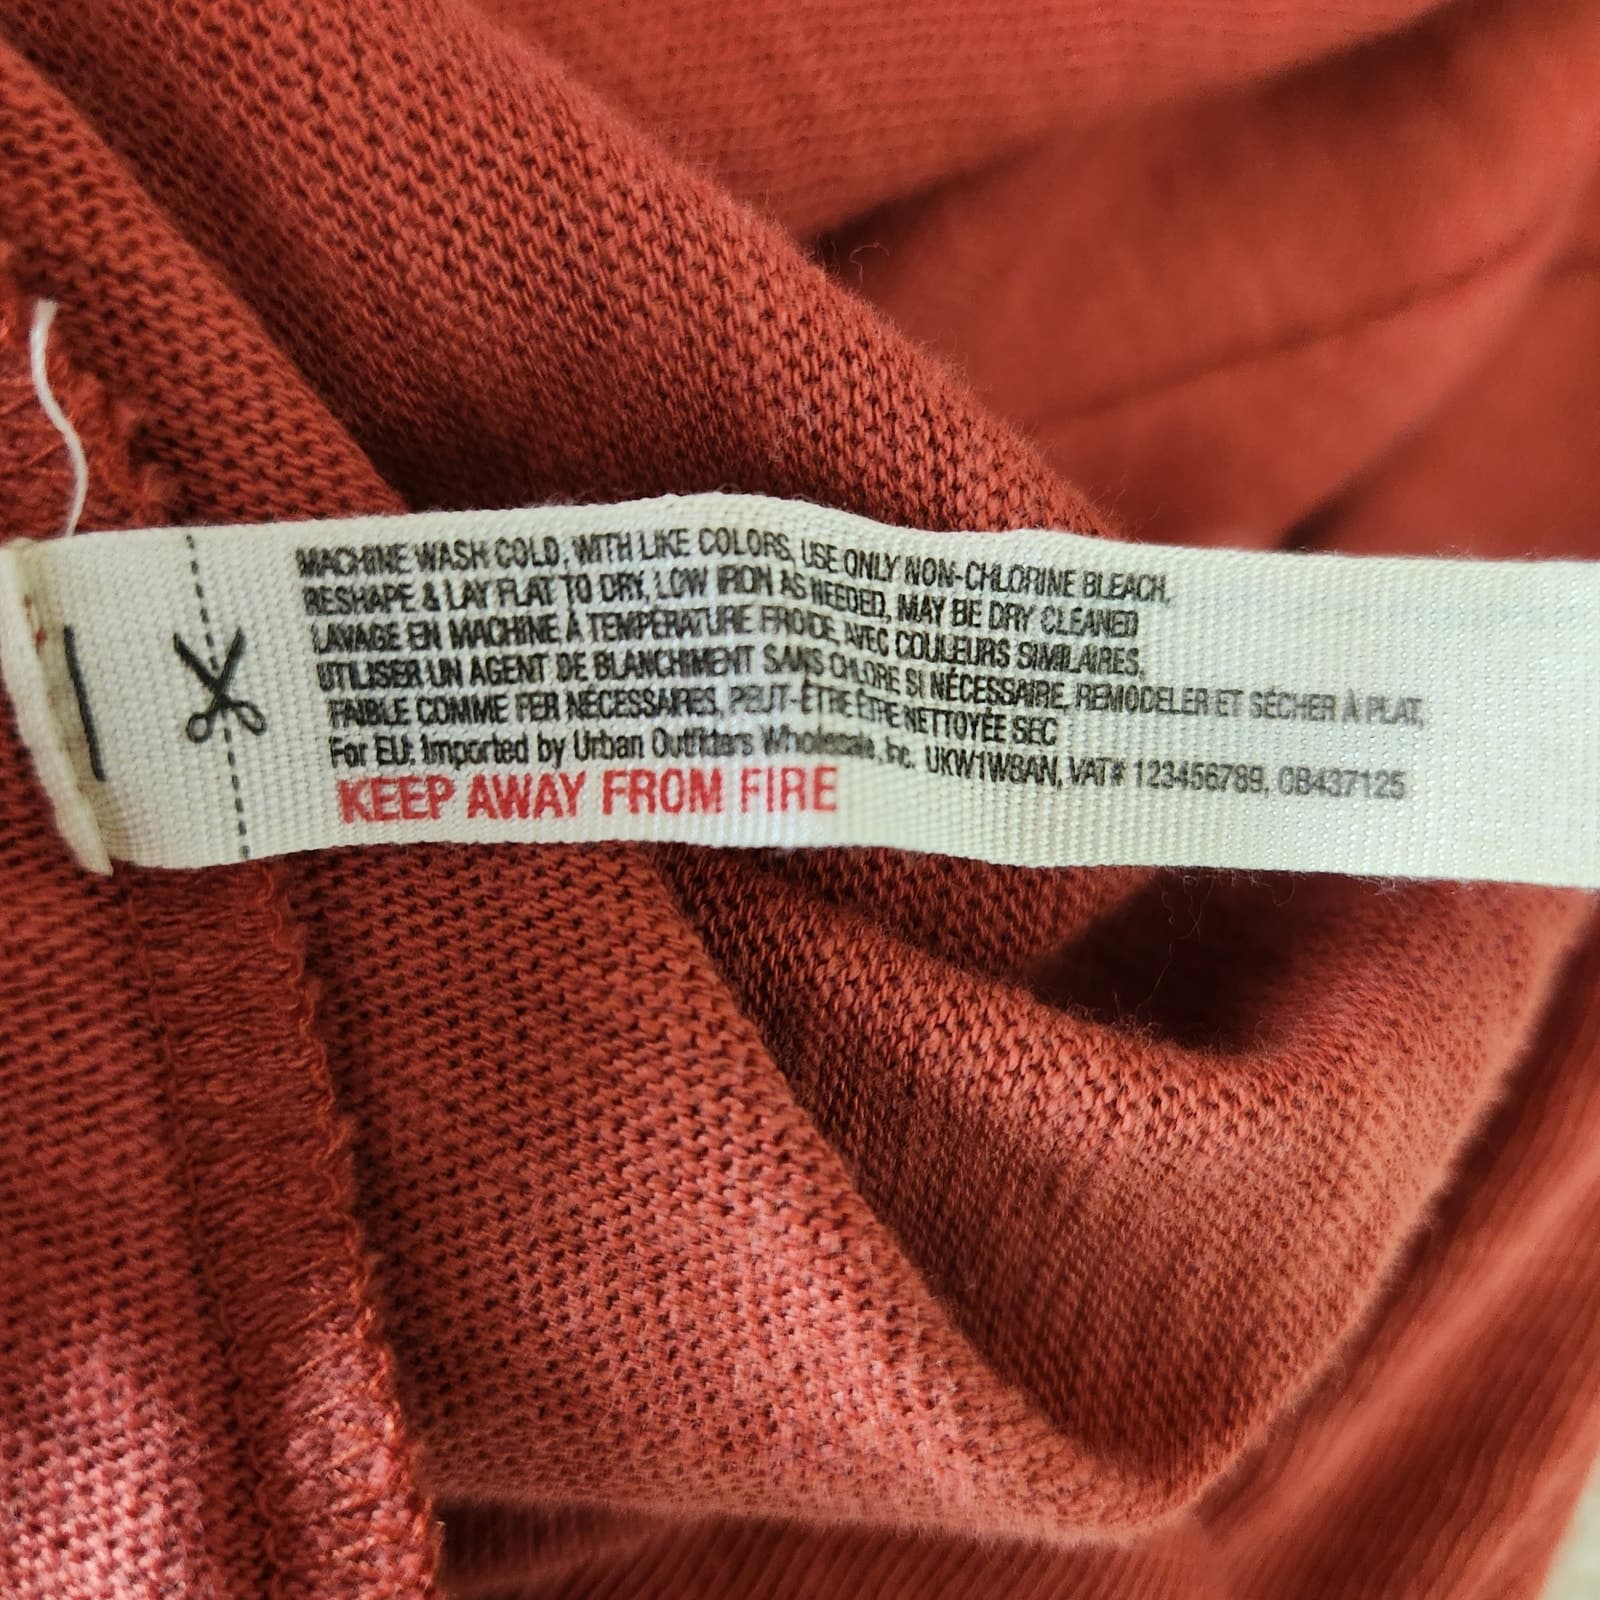 MACHINE WASH COLD, WITH LIKE COLORS, USE ONLY NON-CHLORINE BLEACH,
RESHAPE & LAY FLAT TO DRY, LOW IRON AS NEEDED, MAY BE DRY CLEANED
LAVAGE EN MACHINE À TEMPÉRATURE FROIDE, AVEC COULEURS SIMILAIRES,
UTILISER UN AGENT DE BLANCHIMENT SANS CHLORE SI NÉCESSAIRE, REMODELER ET SÉCHER À PLAT,
FAIBLE COMME FER NÉCESSAIRES, PEUT-ÊTRE ÊTRE NETTOYÉE SEC
For EU: Imported by Urban Outfitters Wholesale, Inc. UKW1W8AN, VAT# 123456789, GB437125
KEEP AWAY FROM FIRE